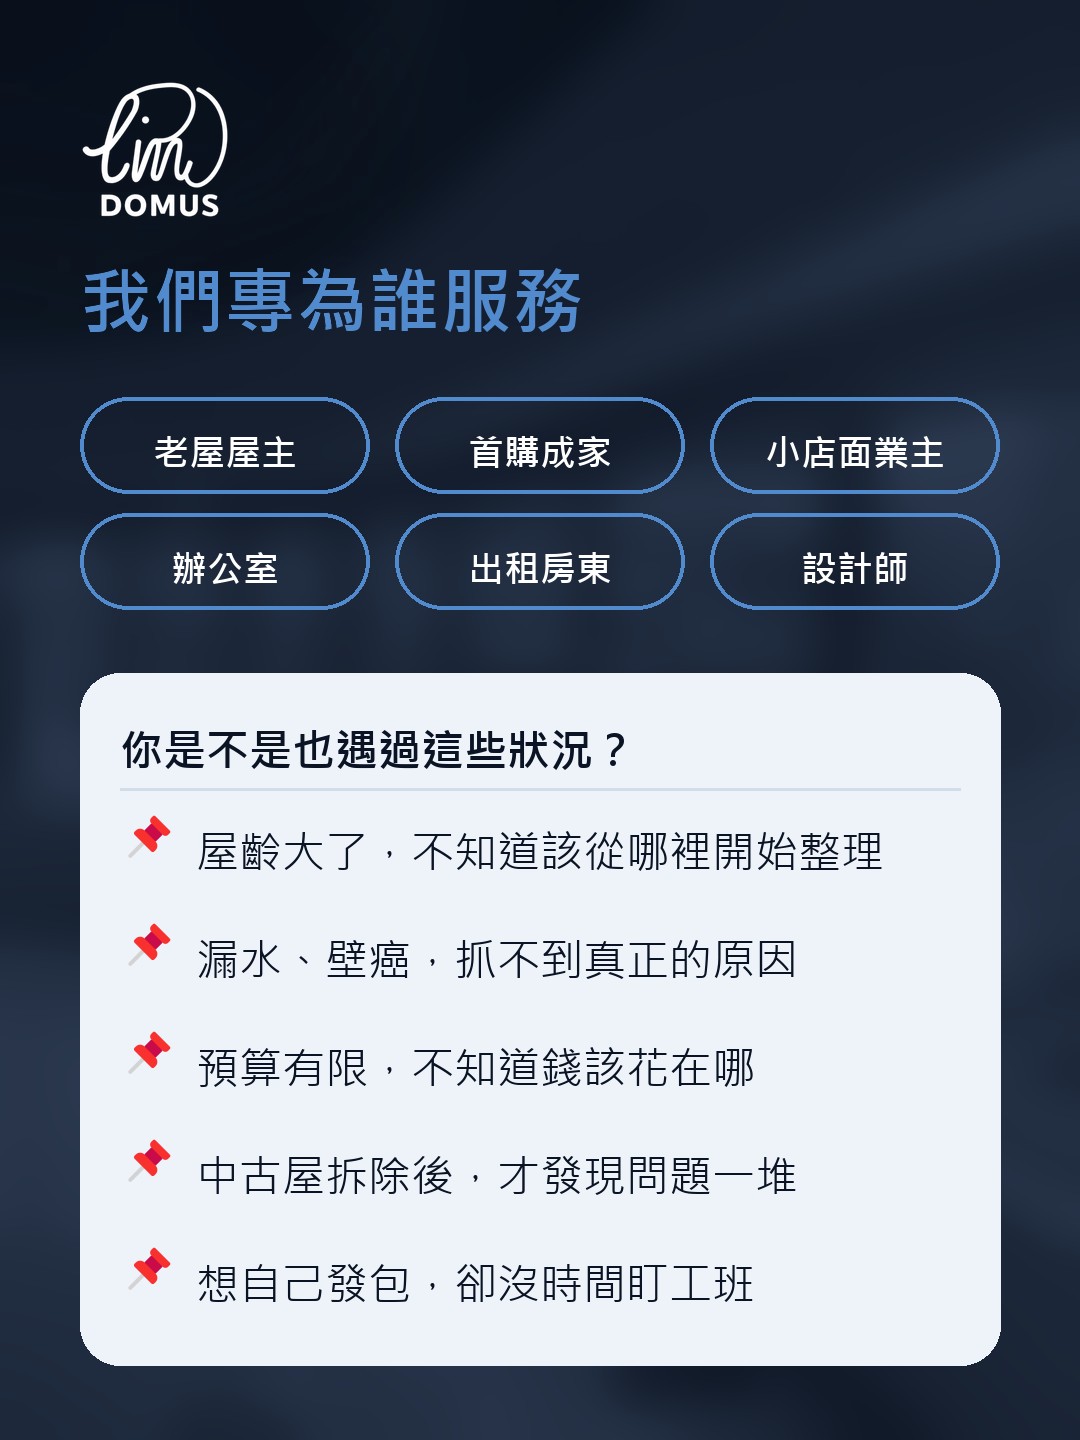 Lim
DOMUS
我們專為誰服務
老屋屋主
首購成家
小店面業主
辦公室
出租房東
設計師
你是不是也遇過這些狀況？
屋齡大了，不知道該從哪裡開始整理
漏水、壁癌，抓不到真正的原因
預算有限，不知道錢該花在哪
中古屋拆除後，才發現問題一堆
想自己發包，卻沒時間盯工班